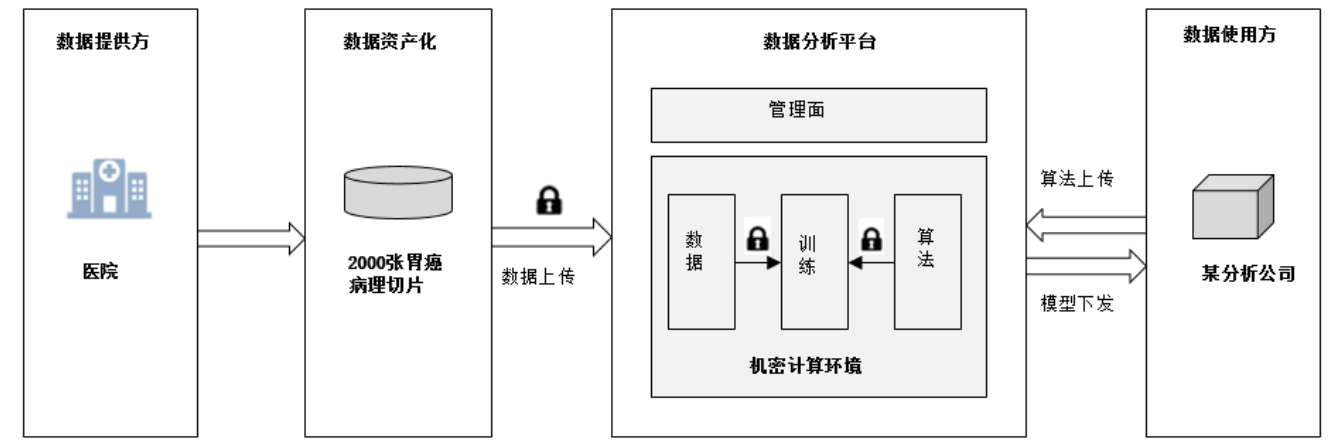 数据提供方
医院
数据资产化
2000张胃癌
病理切片
数据上传
数据分析平台
管理面
数据
训练
算法
机密计算环境
算法上传
模型下发
数据使用方
某分析公司